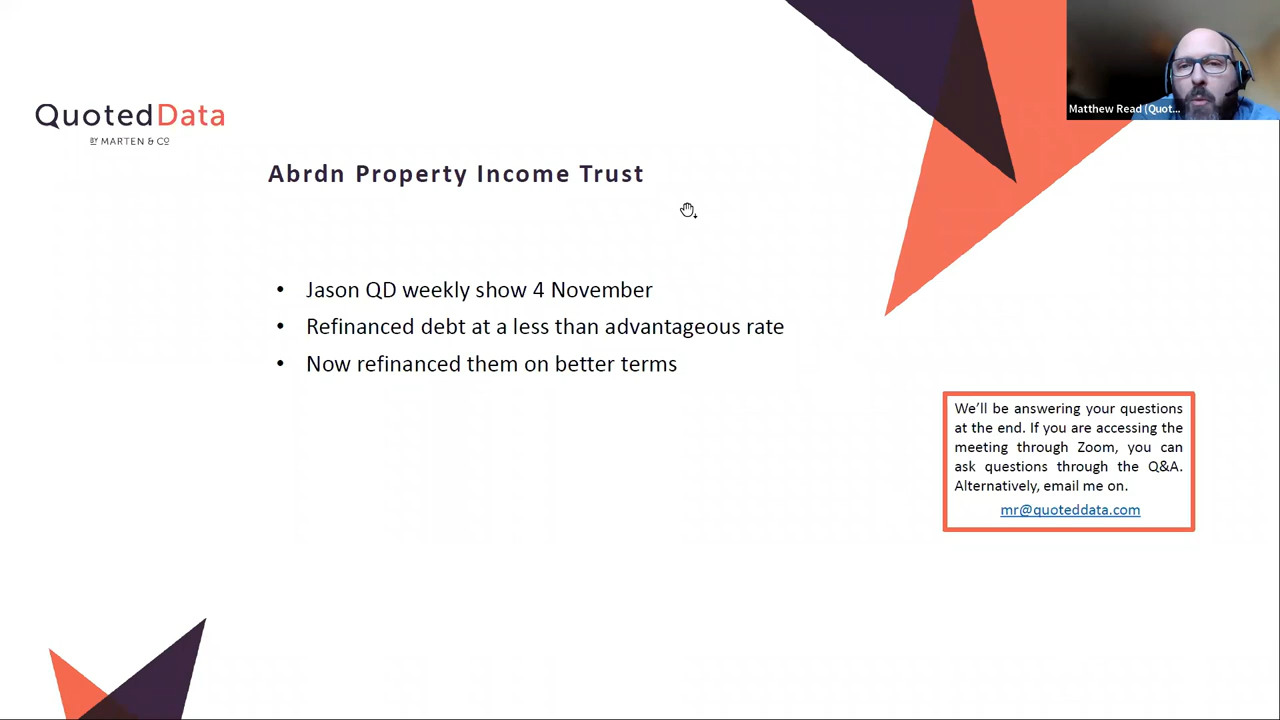 Matthew Read (Quot...
QuotedData
BY MARTEN & CO
Abrdn Property Income Trust
• Jason QD weekly show 4 November
• Refinanced debt at a less than advantageous rate
• Now refinanced them on better terms
We'll be answering your questions
at the end. If you are accessing the
meeting through Zoom, you can
ask questions through the Q&A.
Alternatively, email me on.
mr@quoteddata.com